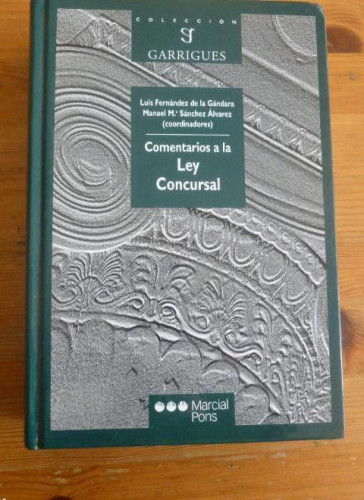 COLECCIÓN
GARRIGUES
Luis Fernández de la Gándara
Manuel M.ª Sánchez Álvarez
(coordinadores)
Comentarios a la
Ley
Concursal
Marcial
Pons